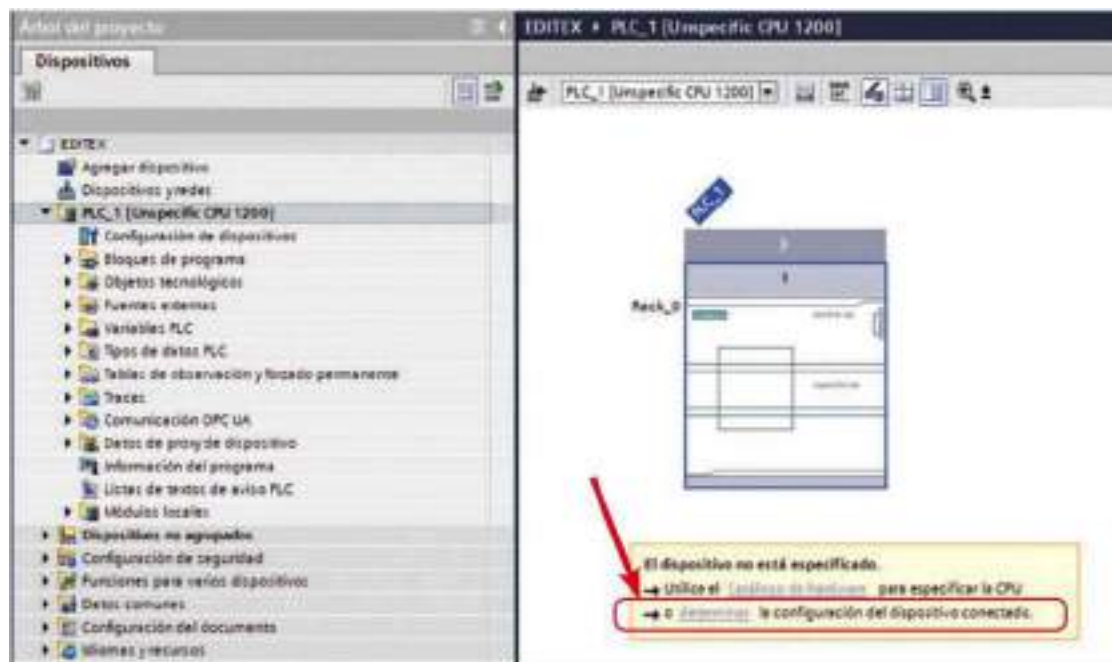 Árbol del proyecto
Dispositivos
EDITEX
Agregar dispositivo
Dispositivos y redes
PLC_1 [Unspecific CPU 1200]
Configuración de dispositivos
Bloques de programa
Objetos tecnológicos
Fuentes externas
Variables PLC
Tipos de datos PLC
Tablas de observación y forzado permanente
Traces
Comunicación OPC UA
Datos de proxy de dispositivo
Información del programa
Listas de textos de aviso PLC
Módulos locales
Dispositivos no agrupados
Configuración de seguridad
Funciones para varios dispositivos
Datos comunes
Configuración del documento
Idiomas y recursos
EDITEX ▸ PLC_1 [Unspecific CPU 1200]
PLC_1 [Unspecific CPU 1200]
PLC_1
1
Rack_0
El dispositivo no está especificado.
→ Utilice el Catálogo de hardware para especificar la CPU
→ o determinar la configuración del dispositivo conectado.